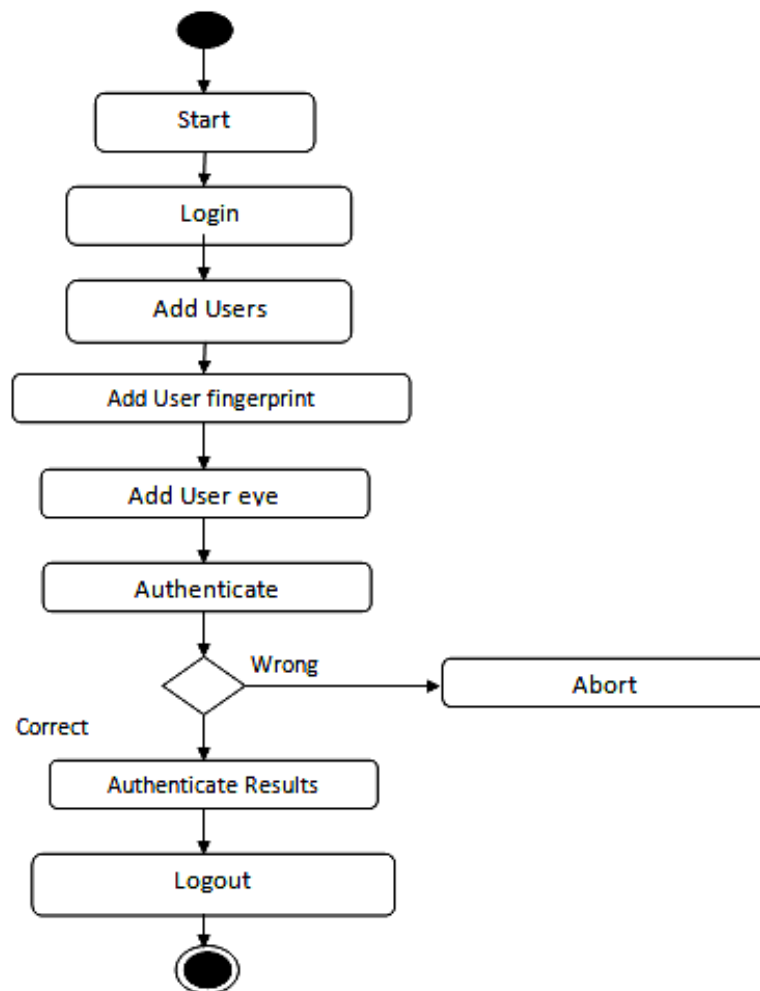 Start
Login
Add Users
Add User fingerprint
Add User eye
Authenticate
Wrong
Abort
Correct
Authenticate Results
Logout